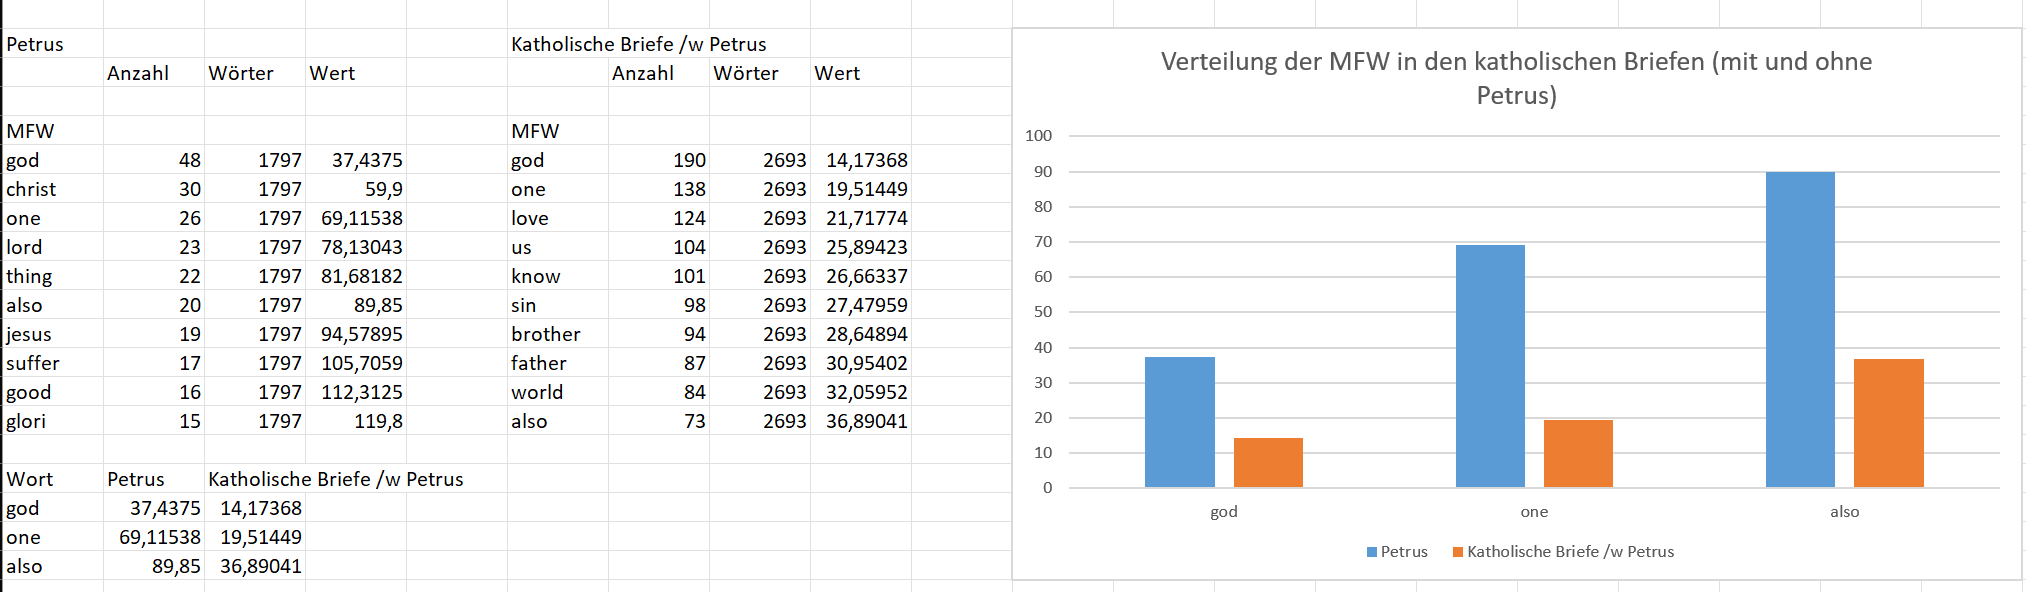 Petrus Katholische Briefe /w Petrus
Anzahl Wörter Wert Anzahl Wörter Wert
MFW MFW
god 48 1797 37,4375 god 190 2693 14,17368
christ 30 1797 59,9 one 138 2693 19,51449
one 26 1797 69,11538 love 124 2693 21,71774
lord 23 1797 78,13043 us 104 2693 25,89423
thing 22 1797 81,68182 know 101 2693 26,66337
also 20 1797 89,85 sin 98 2693 27,47959
jesus 19 1797 94,57895 brother 94 2693 28,64894
suffer 17 1797 105,7059 father 87 2693 30,95402
good 16 1797 112,3125 world 84 2693 32,05952
glori 15 1797 119,8 also 73 2693 36,89041
Wort Petrus Katholische Briefe /w Petrus
god 37,4375 14,17368
one 69,11538 19,51449
also 89,85 36,89041
Verteilung der MFW in den katholischen Briefen (mit und ohne
Petrus)
100
90
80
70
60
50
40
30
20
10
0
god one also
Petrus Katholische Briefe /w Petrus